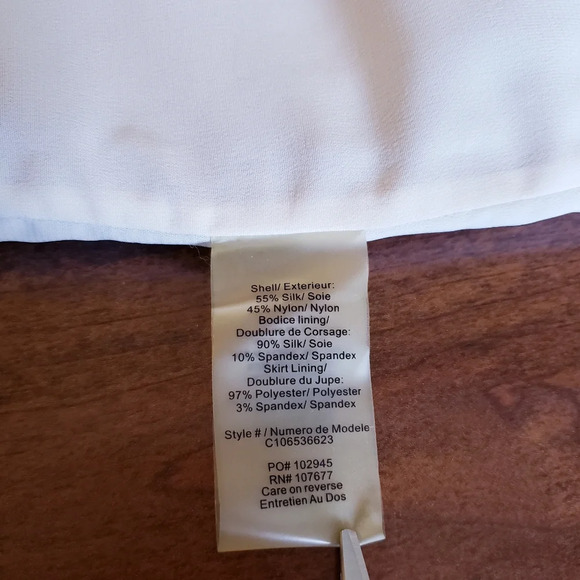 Shell/ Exterieur:
55% Silk/ Soie
45% Nylon/ Nylon
Bodice lining/
Doublure de Corsage:
90% Silk/ Soie
10% Spandex/ Spandex
Skirt Lining/
Doublure du Jupe:
97% Polyester/ Polyester
3% Spandex/ Spandex
Style # / Numero de Modele
C106536623
PO# 102945
RN# 107677
Care on reverse
Entretien Au Dos